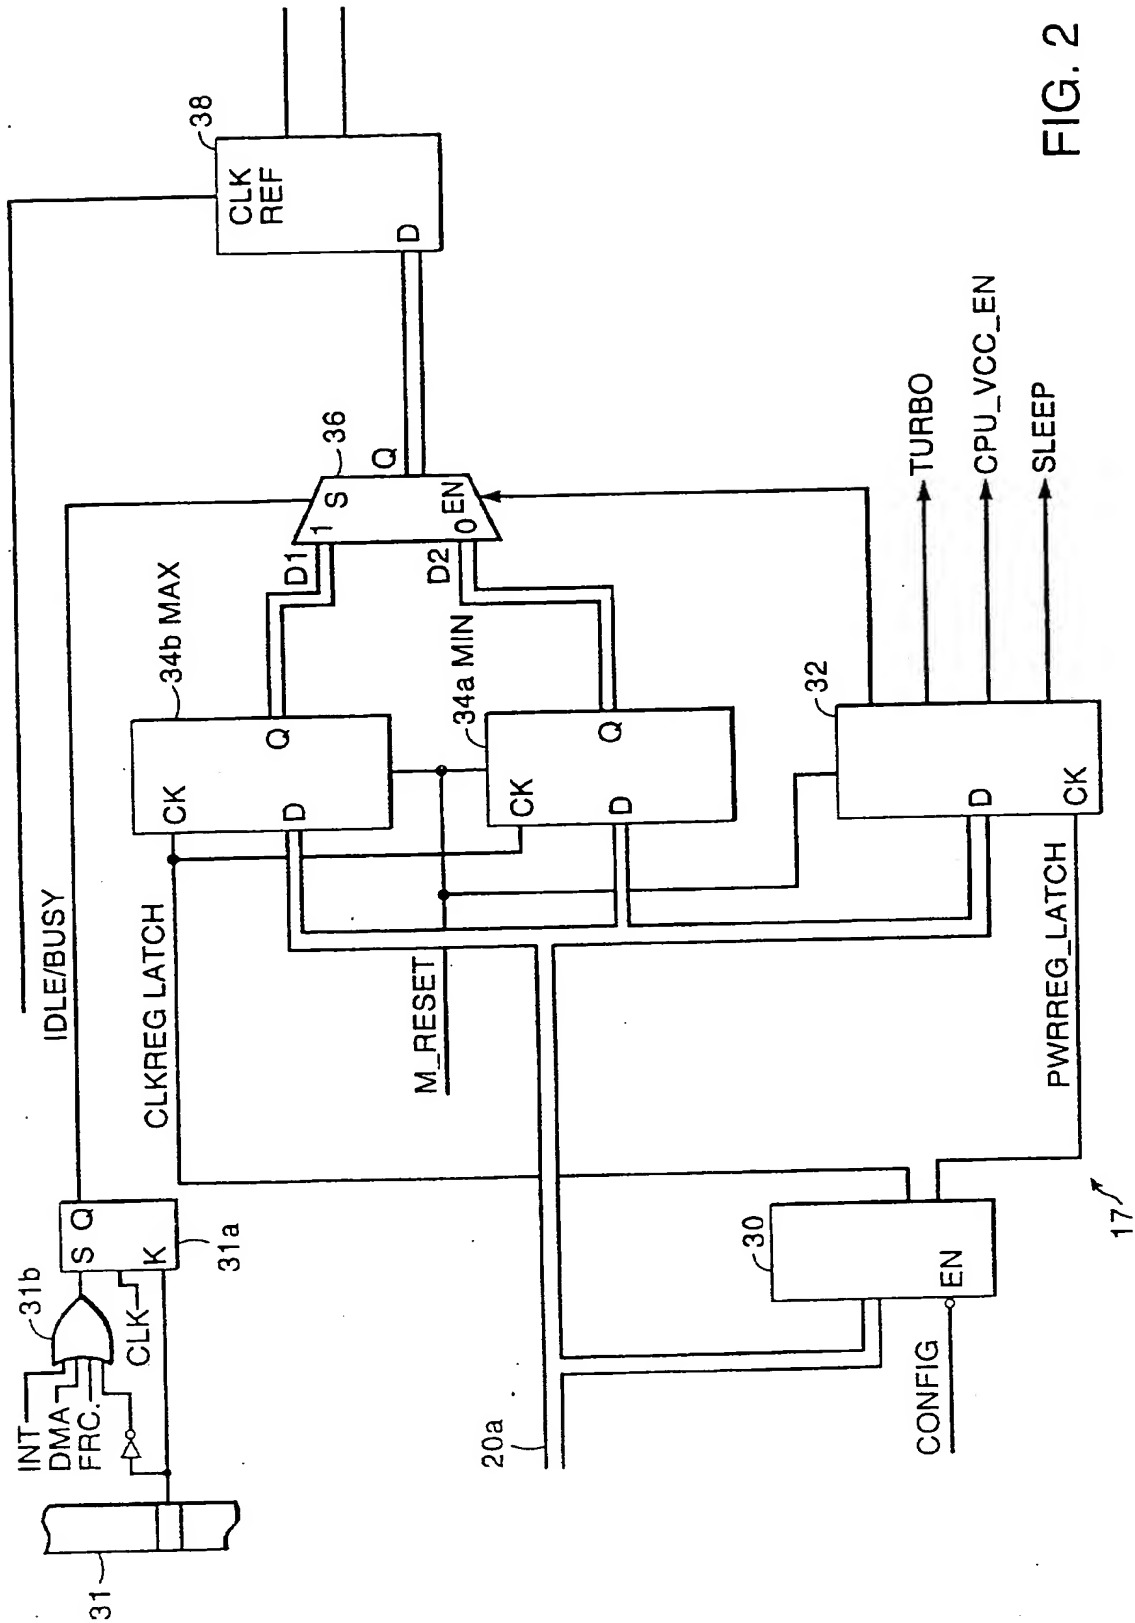 31
INT
DMA
FRC.
31b
CLK
S
Q
K
31a
IDLE/BUSY
CLKREG LATCH
M_RESET
34b MAX
CK
Q
D
34a MIN
CK
Q
D
D1
1
S
36
Q
D2
0
EN
38
CLK
REF
D
20a
CONFIG
30
EN
PWRREG_LATCH
32
D
CK
TURBO
CPU_VCC_EN
SLEEP
17
FIG. 2